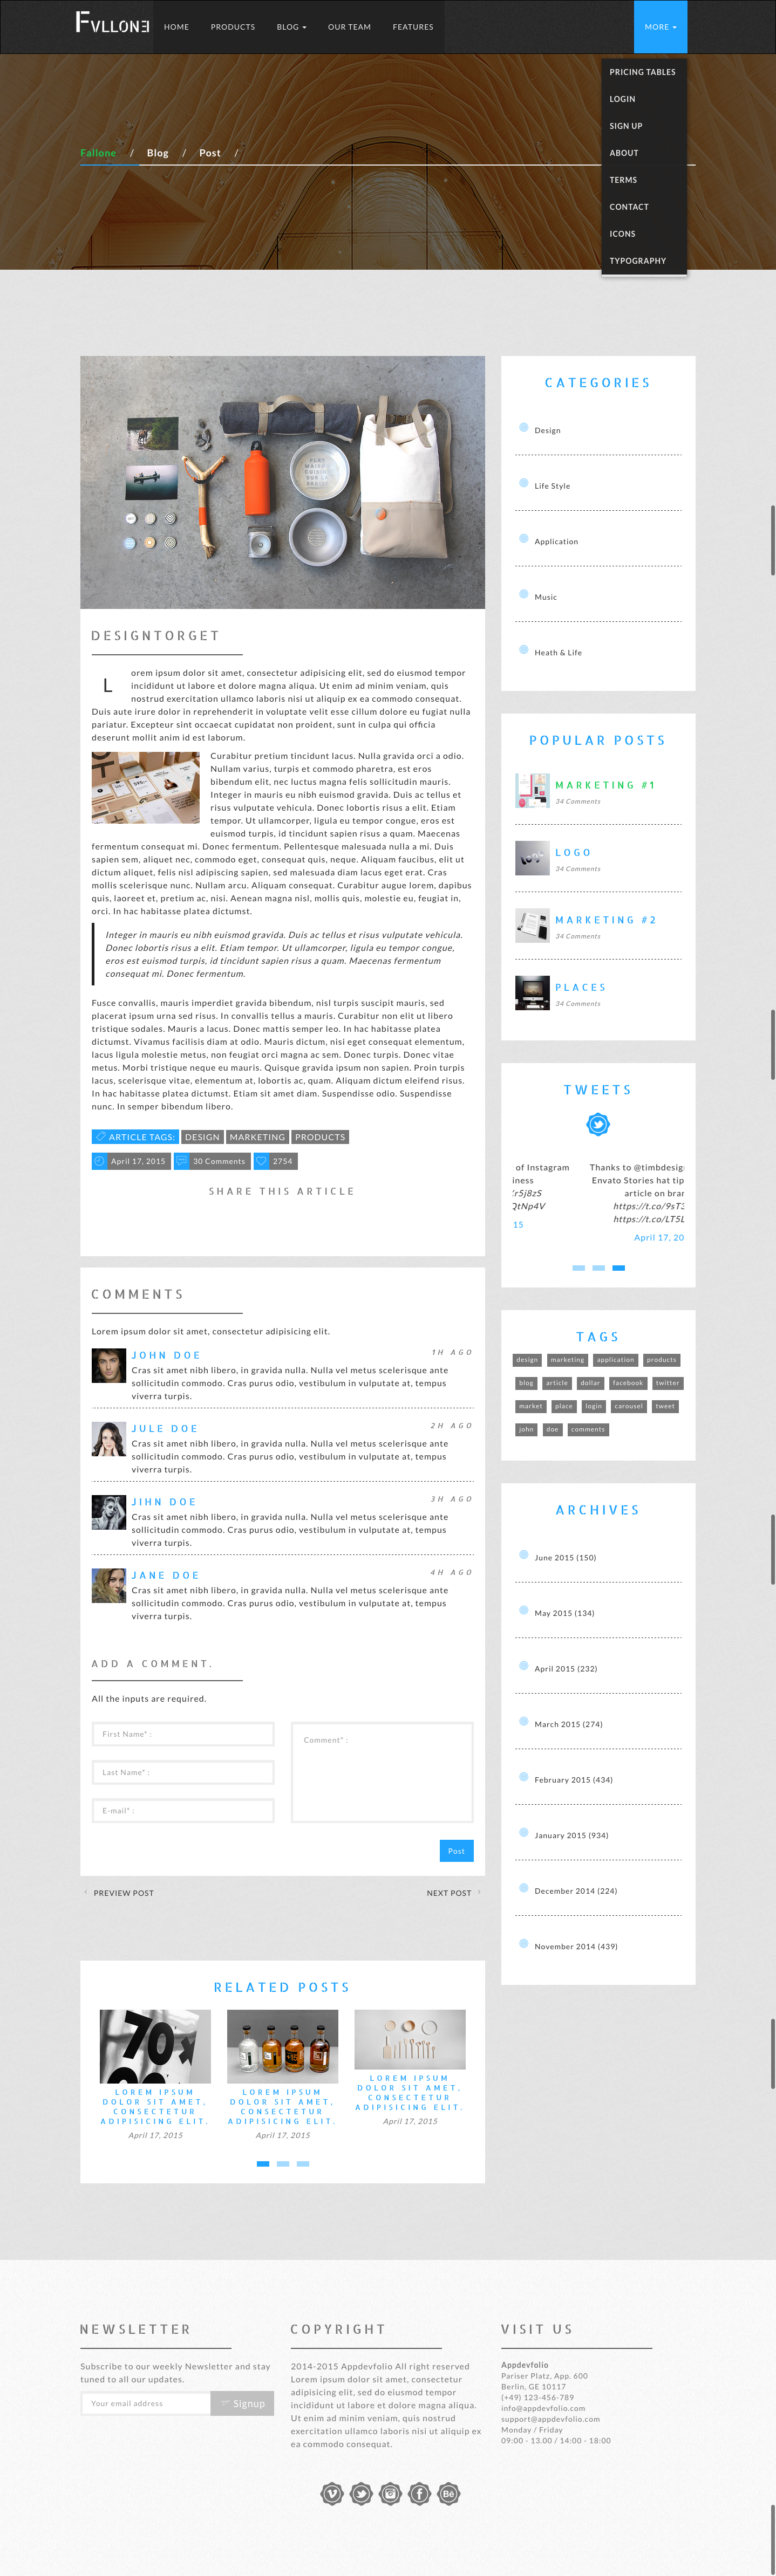 FVLLONE
HOME
PRODUCTS
BLOG
OUR TEAM
FEATURES
MORE
PRICING TABLES
LOGIN
SIGN UP
ABOUT
TERMS
CONTACT
ICONS
TYPOGRAPHY
Fallone / Blog / Post /
DESIGNTORGET
Lorem ipsum dolor sit amet, consectetur adipisicing elit, sed do eiusmod tempor
incididunt ut labore et dolore magna aliqua. Ut enim ad minim veniam, quis
nostrud exercitation ullamco laboris nisi ut aliquip ex ea commodo consequat.
Duis aute irure dolor in reprehenderit in voluptate velit esse cillum dolore eu fugiat nulla
pariatur. Excepteur sint occaecat cupidatat non proident, sunt in culpa qui officia
deserunt mollit anim id est laborum.
Curabitur pretium tincidunt lacus. Nulla gravida orci a odio.
Nullam varius, turpis et commodo pharetra, est eros
bibendum elit, nec luctus magna felis sollicitudin mauris.
Integer in mauris eu nibh euismod gravida. Duis ac tellus et
risus vulputate vehicula. Donec lobortis risus a elit. Etiam
tempor. Ut ullamcorper, ligula eu tempor congue, eros est
euismod turpis, id tincidunt sapien risus a quam. Maecenas
fermentum consequat mi. Donec fermentum. Pellentesque malesuada nulla a mi. Duis
sapien sem, aliquet nec, commodo eget, consequat quis, neque. Aliquam faucibus, elit ut
dictum aliquet, felis nisl adipiscing sapien, sed malesuada diam lacus eget erat. Cras
mollis scelerisque nunc. Nullam arcu. Aliquam consequat. Curabitur augue lorem, dapibus
quis, laoreet et, pretium ac, nisi. Aenean magna nisl, mollis quis, molestie eu, feugiat in,
orci. In hac habitasse platea dictumst.
Integer in mauris eu nibh euismod gravida. Duis ac tellus et risus vulputate vehicula.
Donec lobortis risus a elit. Etiam tempor. Ut ullamcorper, ligula eu tempor congue,
eros est euismod turpis, id tincidunt sapien risus a quam. Maecenas fermentum
consequat mi. Donec fermentum.
Fusce convallis, mauris imperdiet gravida bibendum, nisl turpis suscipit mauris, sed
placerat ipsum urna sed risus. In convallis tellus a mauris. Curabitur non elit ut libero
tristique sodales. Mauris a lacus. Donec mattis semper leo. In hac habitasse platea
dictumst. Vivamus facilisis diam at odio. Mauris dictum, nisi eget consequat elementum,
lacus ligula molestie metus, non feugiat orci magna ac sem. Donec turpis. Donec vitae
metus. Morbi tristique neque eu mauris. Quisque gravida ipsum non sapien. Proin turpis
lacus, scelerisque vitae, elementum at, lobortis ac, quam. Aliquam dictum eleifend risus.
In hac habitasse platea dictumst. Etiam sit amet diam. Suspendisse odio. Suspendisse
nunc. In semper bibendum libero.
ARTICLE TAGS: DESIGN MARKETING PRODUCTS
April 17, 2015 30 Comments 2754
SHARE THIS ARTICLE
COMMENTS
Lorem ipsum dolor sit amet, consectetur adipisicing elit.
JOHN DOE 1H AGO
Cras sit amet nibh libero, in gravida nulla. Nulla vel metus scelerisque ante
sollicitudin commodo. Cras purus odio, vestibulum in vulputate at, tempus
viverra turpis.
JULE DOE 2H AGO
Cras sit amet nibh libero, in gravida nulla. Nulla vel metus scelerisque ante
sollicitudin commodo. Cras purus odio, vestibulum in vulputate at, tempus
viverra turpis.
JIHN DOE 3H AGO
Cras sit amet nibh libero, in gravida nulla. Nulla vel metus scelerisque ante
sollicitudin commodo. Cras purus odio, vestibulum in vulputate at, tempus
viverra turpis.
JANE DOE 4H AGO
Cras sit amet nibh libero, in gravida nulla. Nulla vel metus scelerisque ante
sollicitudin commodo. Cras purus odio, vestibulum in vulputate at, tempus
viverra turpis.
ADD A COMMENT.
All the inputs are required.
First Name* :
Last Name* :
E-mail* :
Comment* :
Post
PREVIEW POST
NEXT POST
RELATED POSTS
70
LOREM IPSUM
DOLOR SIT AMET,
CONSECTETUR
ADIPISICING ELIT.
April 17, 2015
LOREM IPSUM
DOLOR SIT AMET,
CONSECTETUR
ADIPISICING ELIT.
April 17, 2015
LOREM IPSUM
DOLOR SIT AMET,
CONSECTETUR
ADIPISICING ELIT.
April 17, 2015
CATEGORIES
Design
Life Style
Application
Music
Heath & Life
POPULAR POSTS
MARKETING #1
34 Comments
LOGO
34 Comments
MARKETING #2
34 Comments
PLACES
34 Comments
TWEETS
of Instagram
iness
r5j8zS
QtNp4V
15
Thanks to @timbdesig
Envato Stories hat tip
article on bran
https://t.co/9sT3
https://t.co/LT5L
April 17, 20
TAGS
design marketing application products
blog article dollar facebook twitter
market place login carousel tweet
john doe comments
ARCHIVES
June 2015 (150)
May 2015 (134)
April 2015 (232)
March 2015 (274)
February 2015 (434)
January 2015 (934)
December 2014 (224)
November 2014 (439)
NEWSLETTER
Subscribe to our weekly Newsletter and stay
tuned to all our updates.
Your email address
Signup
COPYRIGHT
2014-2015 Appdevfolio All right reserved
Lorem ipsum dolor sit amet, consectetur
adipisicing elit, sed do eiusmod tempor
incididunt ut labore et dolore magna aliqua.
Ut enim ad minim veniam, quis nostrud
exercitation ullamco laboris nisi ut aliquip ex
ea commodo consequat.
VISIT US
Appdevfolio
Pariser Platz, App. 600
Berlin, GE 10117
(+49) 123-456-789
info@appdevfolio.com
support@appdevfolio.com
Monday / Friday
09:00 - 13.00 / 14:00 - 18:00
Bē